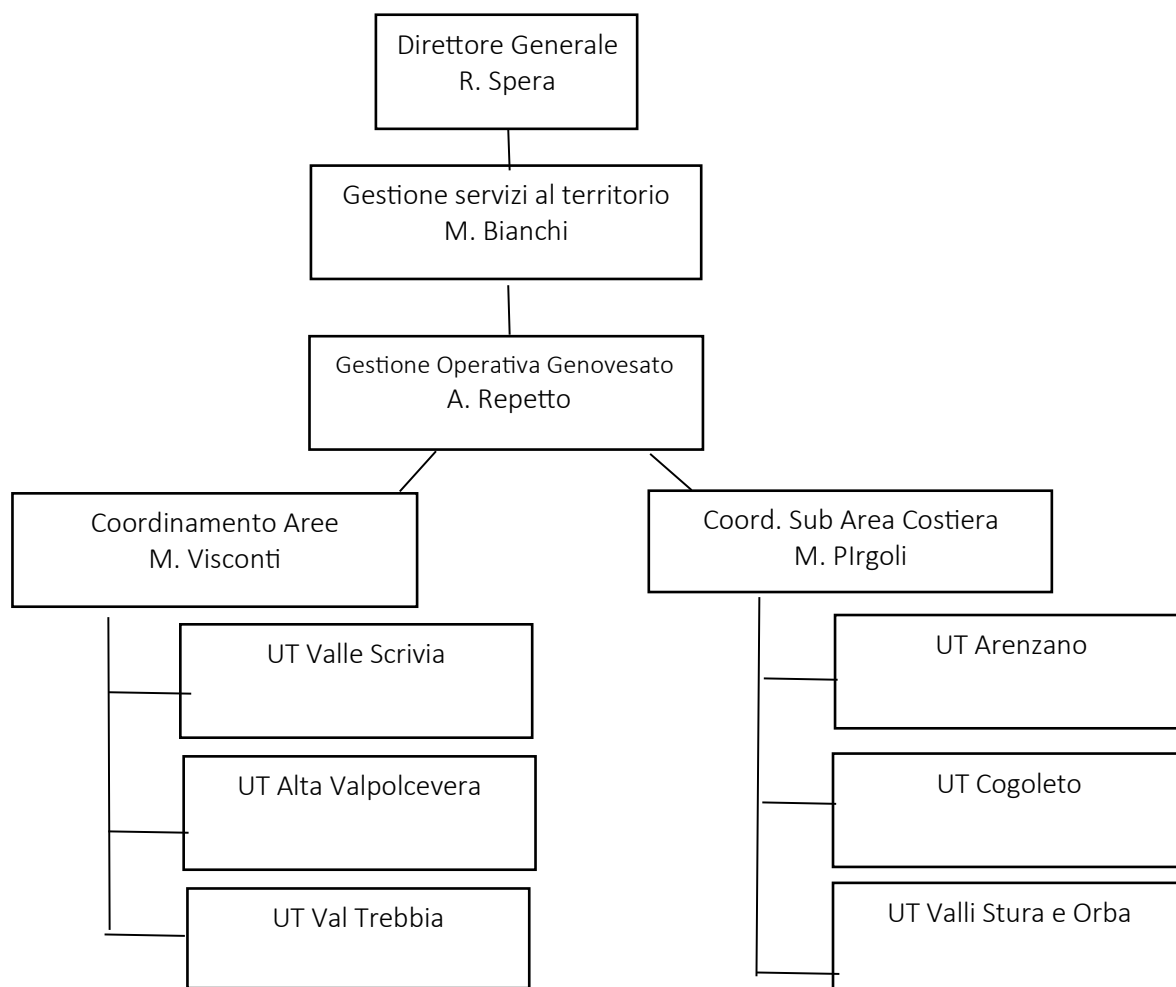 Direttore Generale
R. Spera
Gestione servizi al territorio
M. Bianchi
Gestione Operativa Genovesato
A. Repetto
Coordinamento Aree
M. Visconti
Coord. Sub Area Costiera
M. PIrgoli
UT Valle Scrivia
UT Alta Valpolcevera
UT Val Trebbia
UT Arenzano
UT Cogoleto
UT Valli Stura e Orba